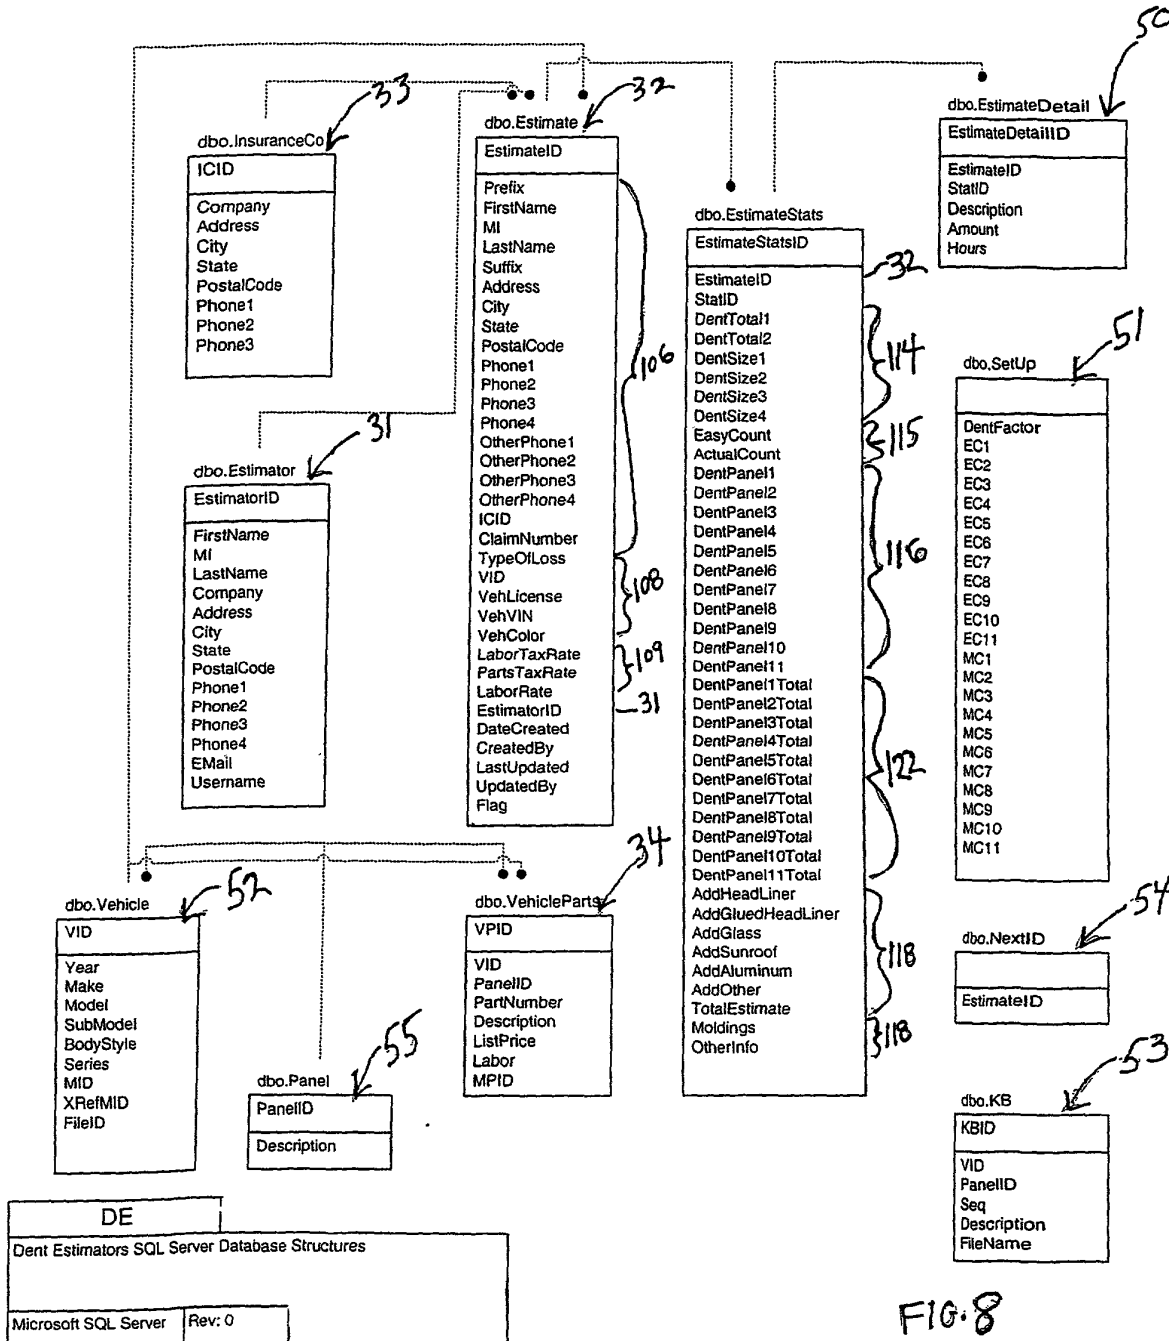 50
33
32
dbo.EstimateDetail
dbo.Estimate
dbo.InsuranceCo
EstimateDetailID
EstimateID
StatID
Description
Amount
Hours
ICID
Company
Address
City
State
PostalCode
Phone1
Phone2
Phone3
EstimateID
Prefix
FirstName
MI
LastName
Suffix
Address
City
State
PostalCode
Phone1
Phone2
Phone3
Phone4
OtherPhone1
OtherPhone2
OtherPhone3
OtherPhone4
ICID
ClaimNumber
TypeOfLoss
VID
VehLicense
VehVIN
VehColor
LaborTaxRate
PartsTaxRate
LaborRate
EstimatorID
DateCreated
CreatedBy
LastUpdated
UpdatedBy
Flag
106
108
109
31
dbo.EstimateStats
EstimateStatsID
EstimateID
StatID
DentTotal1
DentTotal2
DentSize1
DentSize2
DentSize3
DentSize4
EasyCount
ActualCount
DentPanel1
DentPanel2
DentPanel3
DentPanel4
DentPanel5
DentPanel6
DentPanel7
DentPanel8
DentPanel9
DentPanel10
DentPanel11
DentPanel1Total
DentPanel2Total
DentPanel3Total
DentPanel4Total
DentPanel5Total
DentPanel6Total
DentPanel7Total
DentPanel8Total
DentPanel9Total
DentPanel10Total
DentPanel11Total
AddHeadLiner
AddGluedHeadLiner
AddGlass
AddSunroof
AddAluminum
AddOther
TotalEstimate
Moldings
OtherInfo
32
114
115
116
122
118
118
31
dbo.Estimator
EstimatorID
FirstName
MI
LastName
Company
Address
City
State
PostalCode
Phone1
Phone2
Phone3
Phone4
EMail
Username
51
dbo.SetUp
DentFactor
EC1
EC2
EC3
EC4
EC5
EC6
EC7
EC8
EC9
EC10
EC11
MC1
MC2
MC3
MC4
MC5
MC6
MC7
MC8
MC9
MC10
MC11
52
dbo.Vehicle
VID
Year
Make
Model
SubModel
BodyStyle
Series
MID
XRefMID
FileID
55
dbo.Panel
PanelID
Description
34
dbo.VehicleParts
VPID
VID
PanelID
PartNumber
Description
ListPrice
Labor
MPID
54
dbo.NextID
EstimateID
53
dbo.KB
KBID
VID
PanelID
Seq
Description
FileName
DE
Dent Estimators SQL Server Database Structures
Microsoft SQL Server
Rev: 0
FIG.8